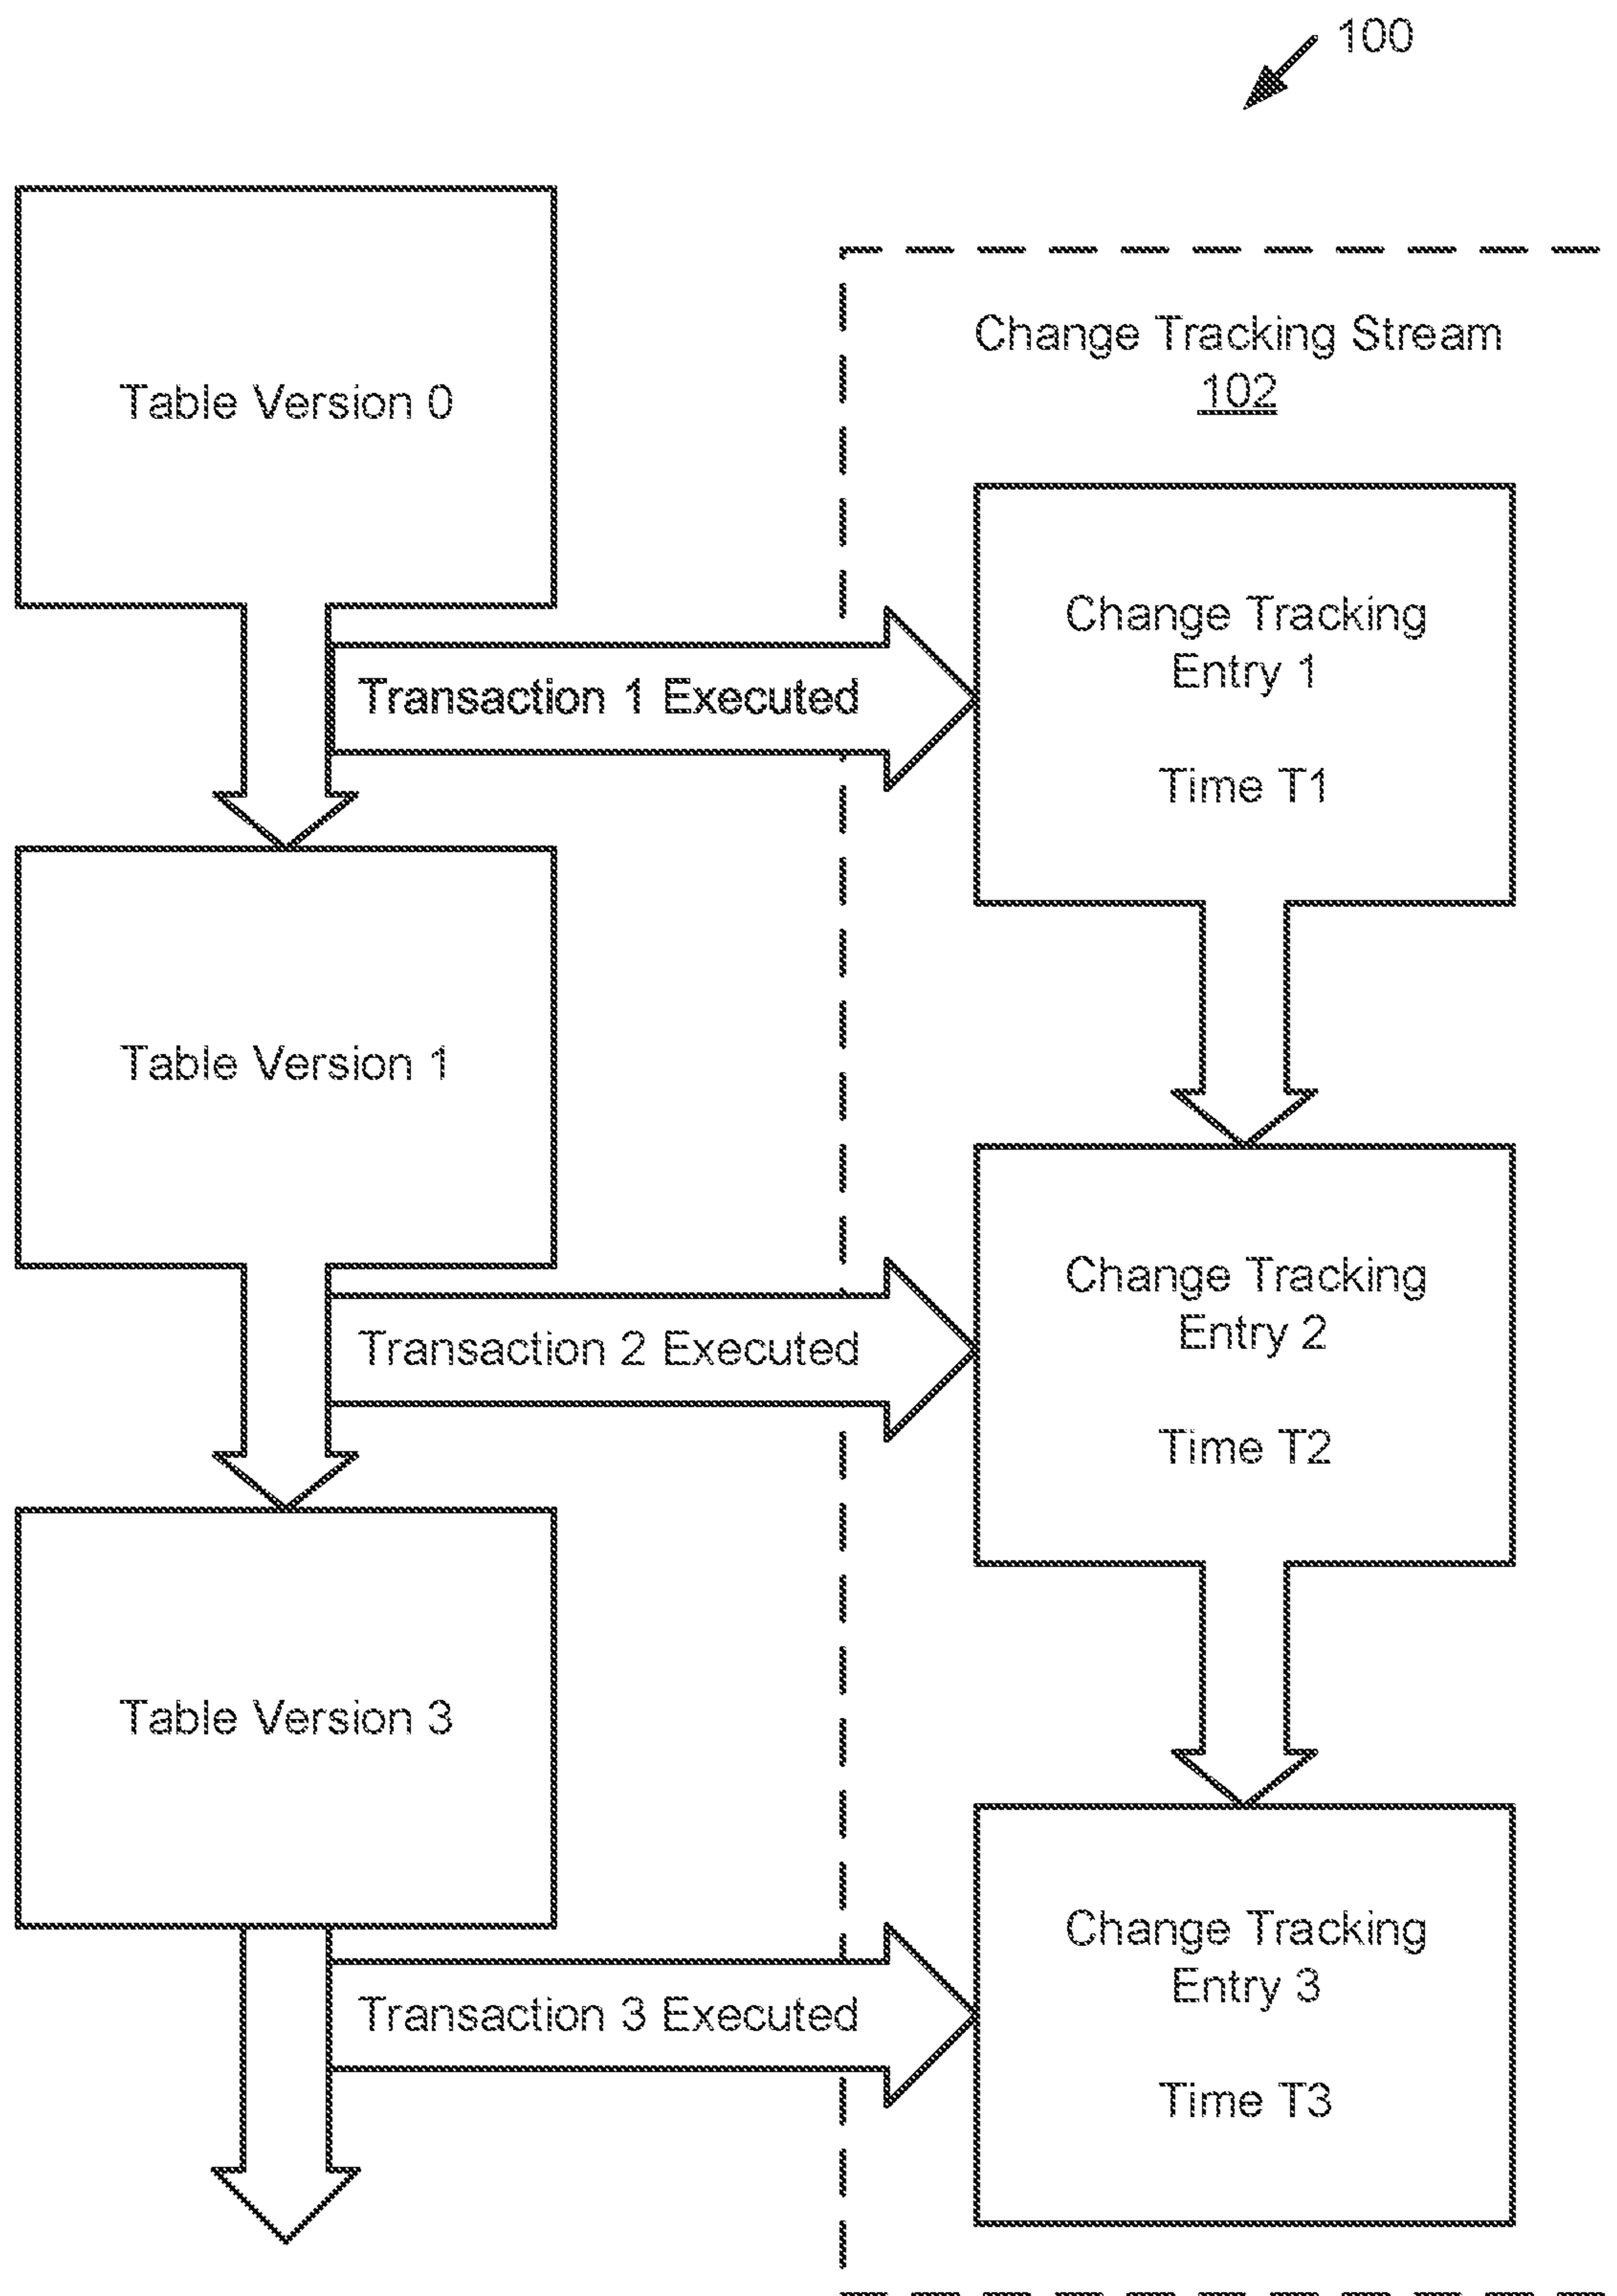 100
Table Version 0
Change Tracking Stream
102
Transaction 1 Executed
Change Tracking
Entry 1
Time T1
Table Version 1
Transaction 2 Executed
Change Tracking
Entry 2
Time T2
Table Version 3
Transaction 3 Executed
Change Tracking
Entry 3
Time T3